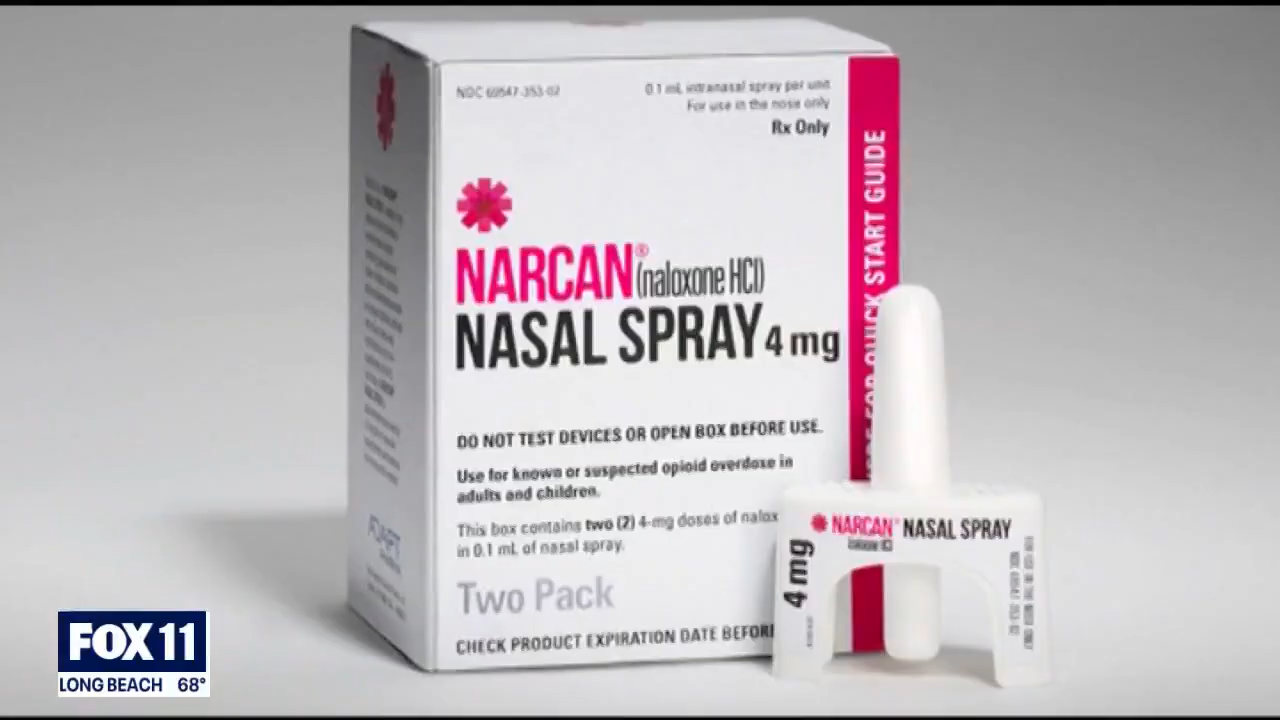 NDC 69547-353-02
0.1 mL intranasal spray per unit
For use in the nose only
Rx Only
NARCAN® (naloxone HCl)
NASAL SPRAY 4 mg
DO NOT TEST DEVICES OR OPEN BOX BEFORE USE.
Use for known or suspected opioid overdose in
adults and children.
This box contains two (2) 4-mg doses of nalox
in 0.1 mL of nasal spray.
Two Pack
CHECK PRODUCT EXPIRATION DATE BEFORE
FOR QUICK START GUIDE
ADAPT
NARCAN® NASAL SPRAY
4 mg
FOX 11
LONG BEACH 68°